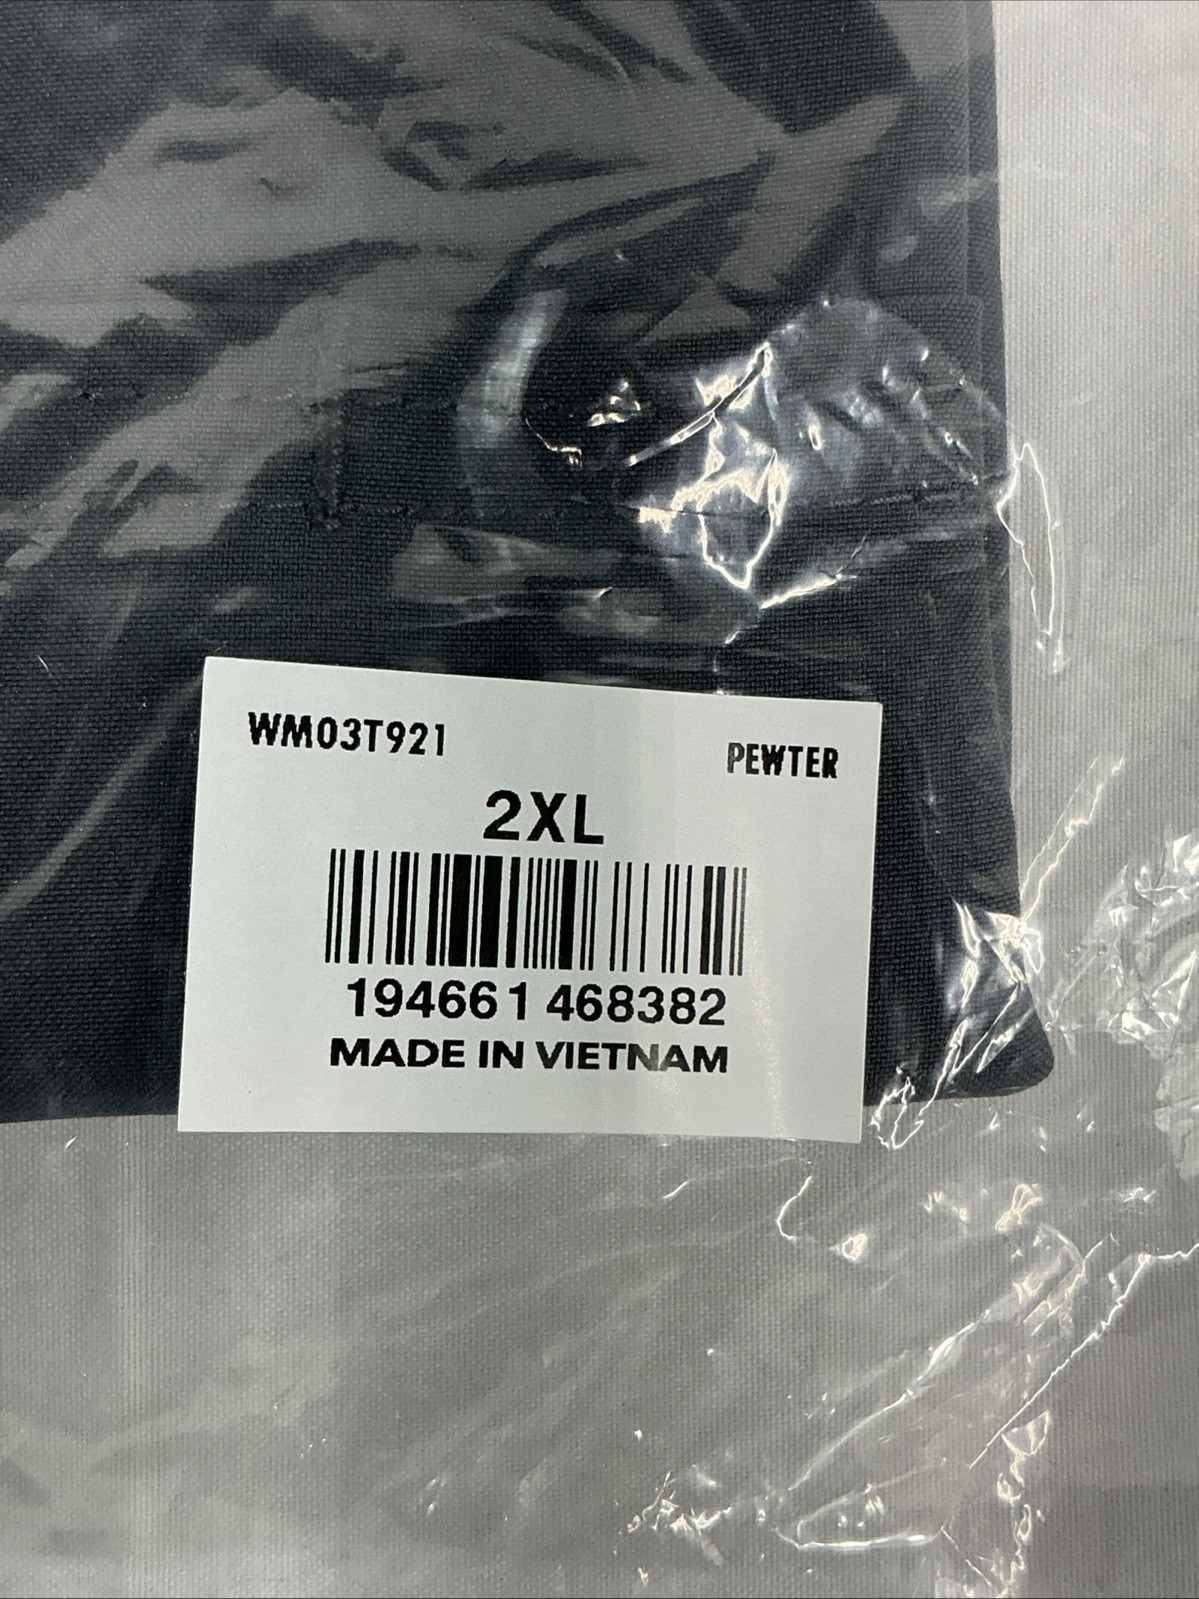 WM03T921
PEWTER
2XL
194661 468382
MADE IN VIETNAM